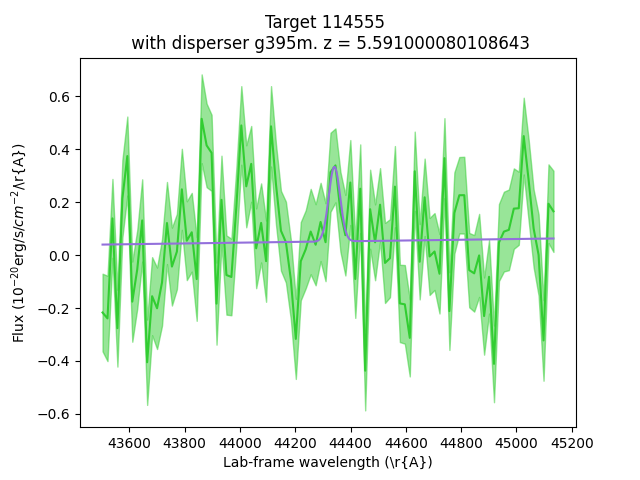 Target 114555
with disperser g395m. z = 5.591000080108643
Flux (10^{-20}erg/s/cm^{-2}/\r{A})
0.6
0.4
0.2
0.0
−0.2
−0.4
−0.6
43600 43800 44000 44200 44400 44600 44800 45000 45200
Lab-frame wavelength (\r{A})